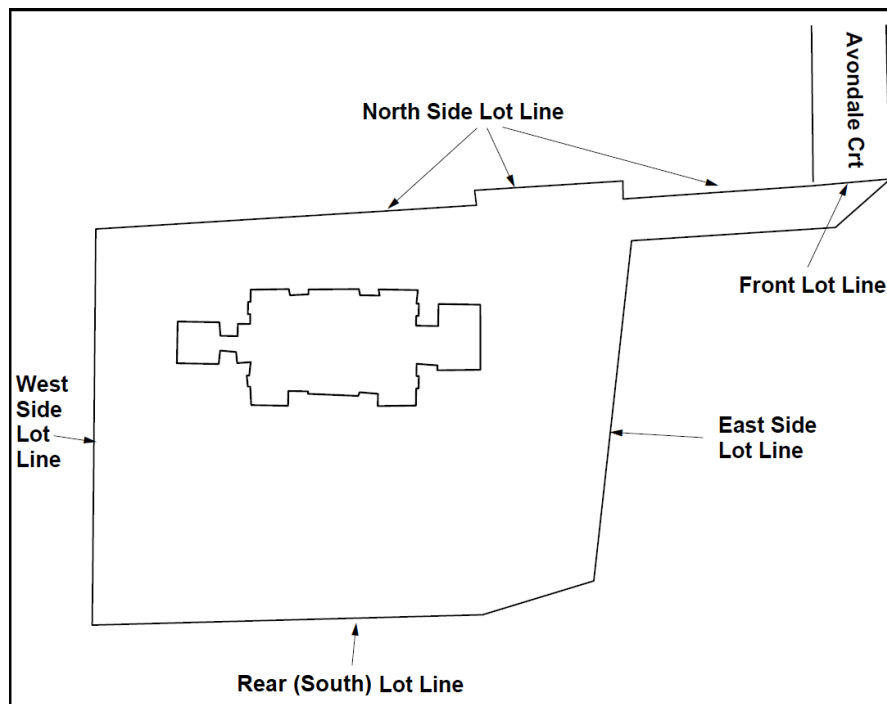 Avondale Crt
North Side Lot Line
Front Lot Line
West
Side
Lot
Line
East Side
Lot Line
Rear (South) Lot Line